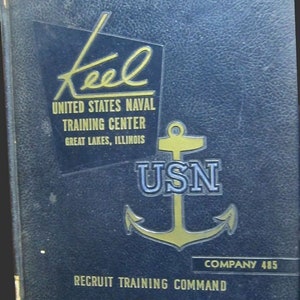 Keel
UNITED STATES NAVAL
TRAINING CENTER
GREAT LAKES, ILLINOIS
USN
COMPANY 485
RECRUIT TRAINING COMMAND